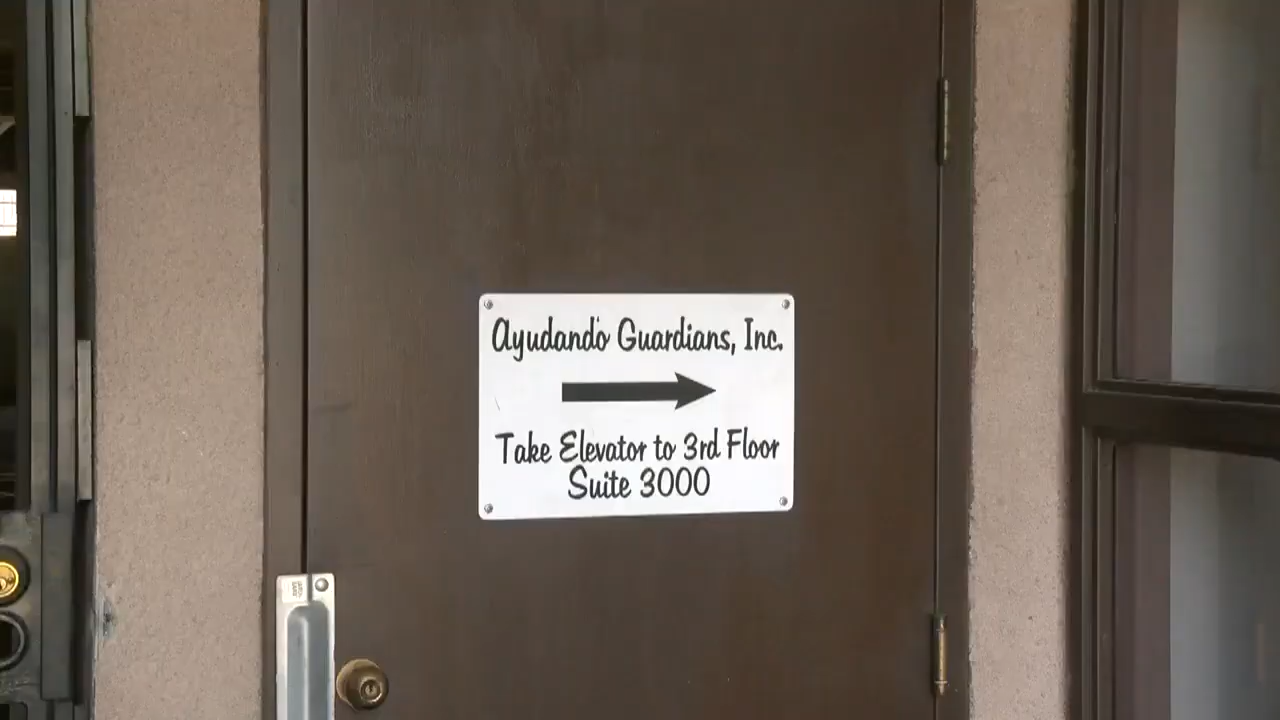 Ayudando Guardians, Inc.
Take Elevator to 3rd Floor
Suite 3000